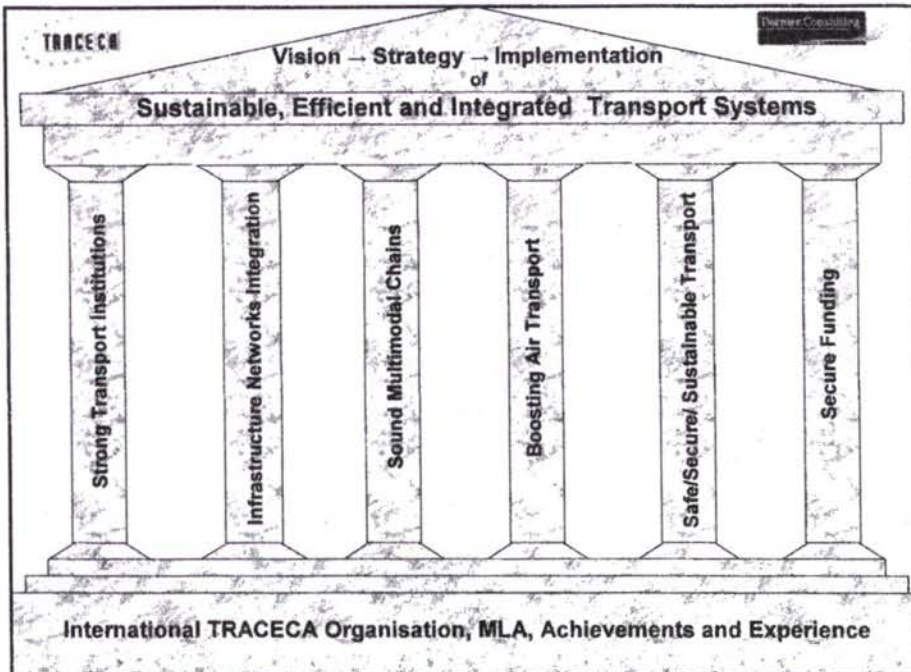 TRACECA
Dornier Consulting
Vision → Strategy → Implementation
of
Sustainable, Efficient and Integrated Transport Systems
Strong Transport Institutions
Infrastructure Networks Integration
Sound Multimodal Chains
Boosting Air Transport
Safe/Secure/ Sustainable Transport
Secure Funding
International TRACECA Organisation, MLA, Achievements and Experience